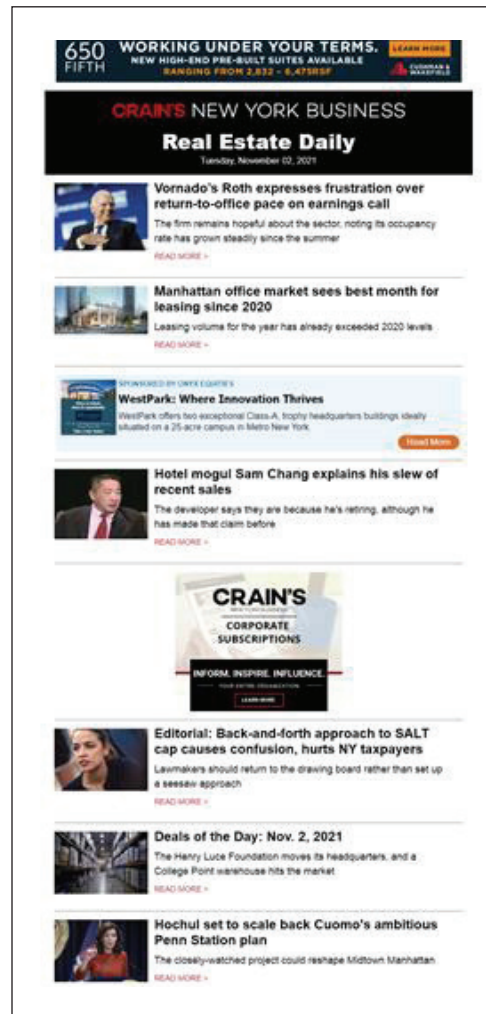 650
FIFTH
WORKING UNDER YOUR TERMS.
NEW HIGH-END PRE-BUILT SUITES AVAILABLE
RANGING FROM 2,832 - 6,475RSF
LEARN MORE
CUSHMAN &
WAKEFIELD
CRAIN'S NEW YORK BUSINESS
Real Estate Daily
Tuesday, November 02, 2021
Vornado's Roth expresses frustration over
return-to-office pace on earnings call
The firm remains hopeful about the sector, noting its occupancy
rate has grown steadily since the summer
READ MORE >
Manhattan office market sees best month for
leasing since 2020
Leasing volume for the year has already exceeded 2020 levels
READ MORE >
SPONSORED BY ONYX EQUITIES
WestPark: Where Innovation Thrives
WestPark offers two exceptional Class-A, trophy headquarters buildings ideally
situated on a 25-acre campus in Metro New York.
Read More
Hotel mogul Sam Chang explains his slew of
recent sales
The developer says they are because he's retiring, although he
has made that claim before
READ MORE >
CRAIN'S
NEW YORK BUSINESS
CORPORATE
SUBSCRIPTIONS
INFORM. INSPIRE. INFLUENCE.
YOUR ENTIRE ORGANIZATION
LEARN MORE
Editorial: Back-and-forth approach to SALT
cap causes confusion, hurts NY taxpayers
Lawmakers should return to the drawing board rather than set up
a seesaw approach
READ MORE >
Deals of the Day: Nov. 2, 2021
The Henry Luce Foundation moves its headquarters, and a
College Point warehouse hits the market
READ MORE >
Hochul set to scale back Cuomo's ambitious
Penn Station plan
The closely-watched project could reshape Midtown Manhattan
READ MORE >